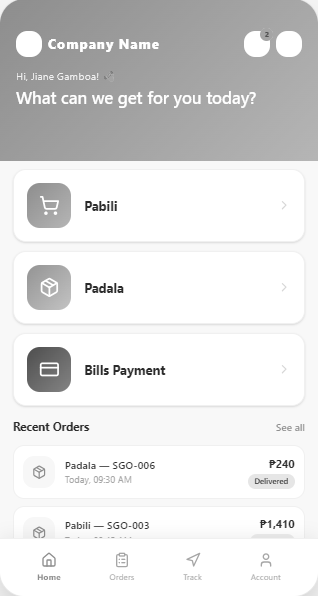 Company Name
2
Hi, Jiane Gamboa!
What can we get for you today?
Pabili
Padala
Bills Payment
Recent Orders
See all
Padala — SGO-006
₱240
Today, 09:30 AM
Delivered
Pabili — SGO-003
₱1,410
Home
Orders
Track
Account